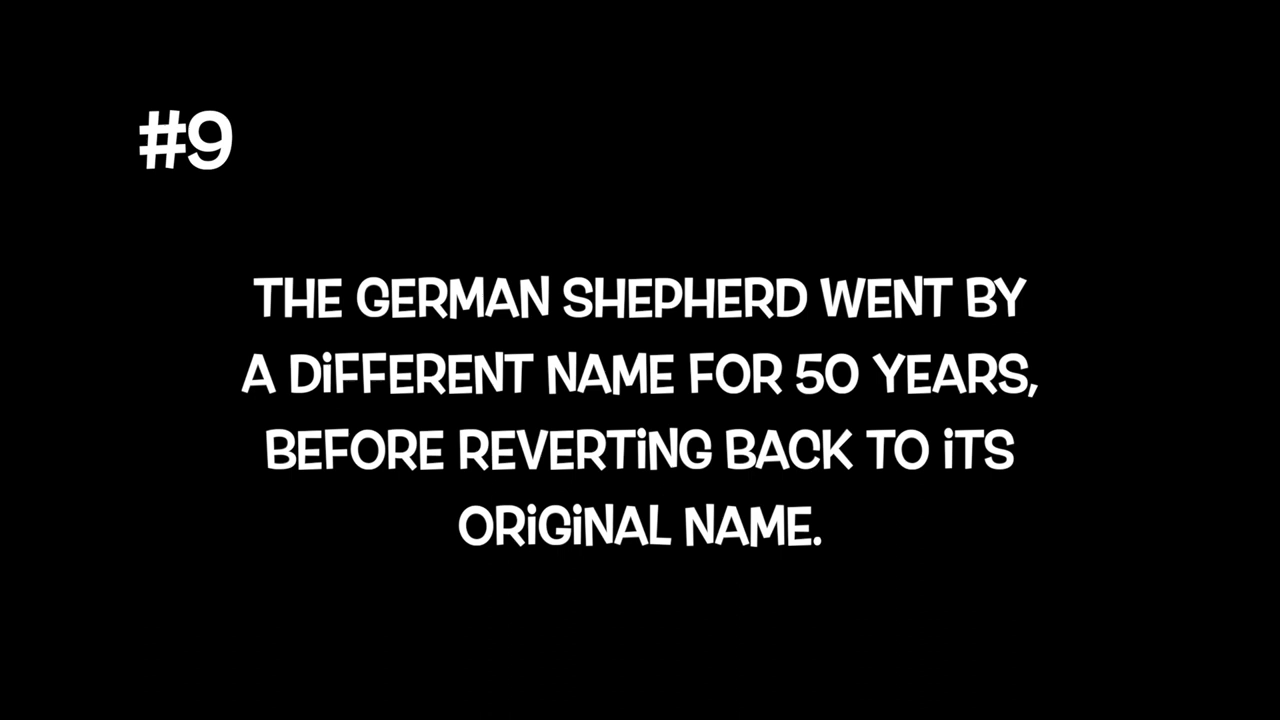 #9
THE GERMAN SHEPHERD WENT BY
A DiFFERENT NAME FOR 50 YEARS,
BEFORE REVERTiNG BACK TO iTS
ORiGiNAL NAME.